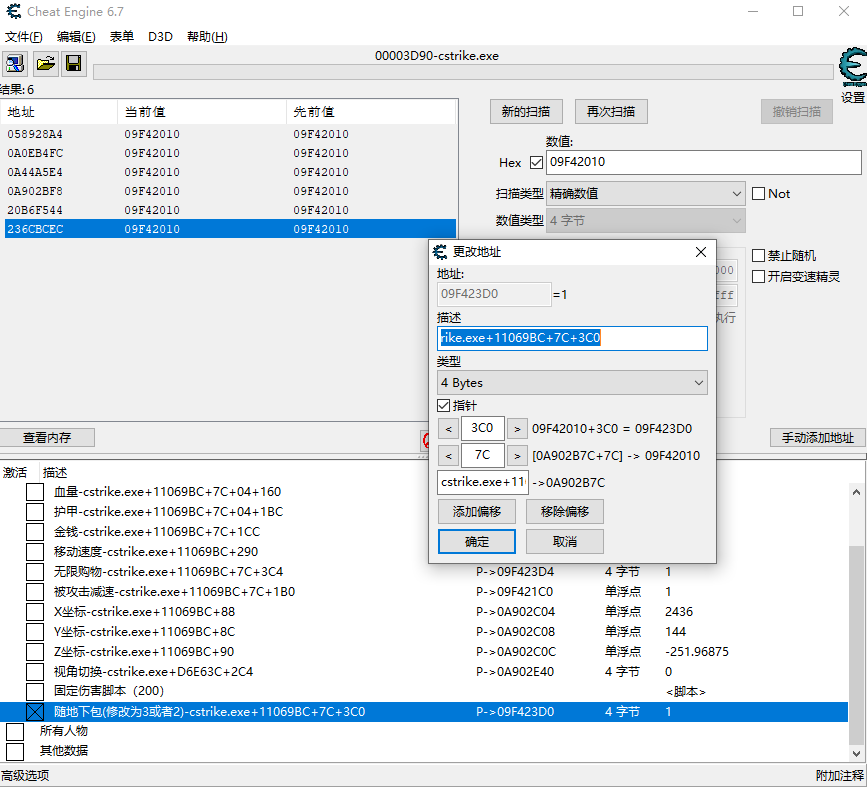 Cheat Engine 6.7
文件(F) 编辑(E) 表单 D3D 帮助(H)
00003D90-cstrike.exe
设置
结果: 6
地址 当前值 先前值
058928A4 09F42010 09F42010
0A0EB4FC 09F42010 09F42010
0A44A5E4 09F42010 09F42010
0A902BF8 09F42010 09F42010
20B6F544 09F42010 09F42010
236CBCEC 09F42010 09F42010
新的扫描 再次扫描 撤销扫描
数值:
Hex 09F42010
扫描类型 精确数值 Not
数值类型 4 字节
禁止随机
开启变速精灵
执行
查看内存
手动添加地址
更改地址
地址:
09F423D0 =1
描述
rike.exe+11069BC+7C+3C0
类型
4 Bytes
指针
< 3C0 > 09F42010+3C0 = 09F423D0
< 7C > [0A902B7C+7C] -> 09F42010
cstrike.exe+11 ->0A902B7C
添加偏移 移除偏移
确定 取消
激活 描述
血量-cstrike.exe+11069BC+7C+04+160
护甲-cstrike.exe+11069BC+7C+04+1BC
金钱-cstrike.exe+11069BC+7C+1CC
移动速度-cstrike.exe+11069BC+290
无限购物-cstrike.exe+11069BC+7C+3C4 P->09F423D4 4 字节 1
被攻击减速-cstrike.exe+11069BC+7C+1B0 P->09F421C0 单浮点 1
X坐标-cstrike.exe+11069BC+88 P->0A902C04 单浮点 2436
Y坐标-cstrike.exe+11069BC+8C P->0A902C08 单浮点 144
Z坐标-cstrike.exe+11069BC+90 P->0A902C0C 单浮点 -251.96875
视角切换-cstrike.exe+D6E63C+2C4 P->0A902E40 4 字节 0
固定伤害脚本（200） <脚本>
随地下包(修改为3或者2)-cstrike.exe+11069BC+7C+3C0 P->09F423D0 4 字节 1
所有人物
其他数据
高级选项 附加注释